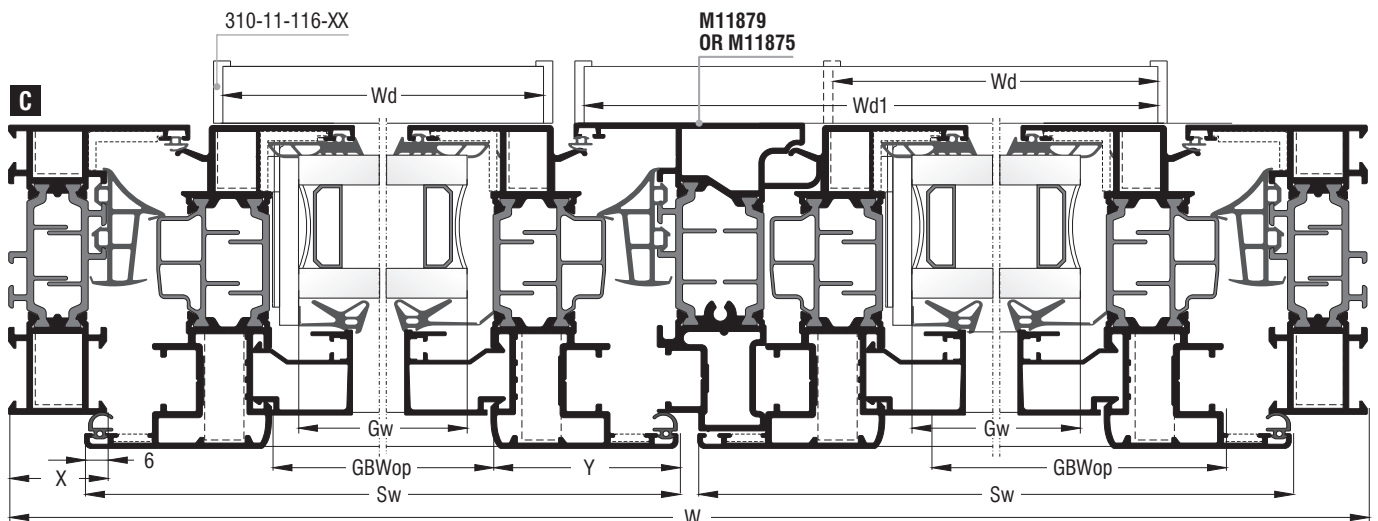 310-11-116-XX
M11879
OR M11875
C
Wd
Wd
Wd1
Gw
Gw
6
X
GBWop
Y
GBWop
Sw
Sw
W